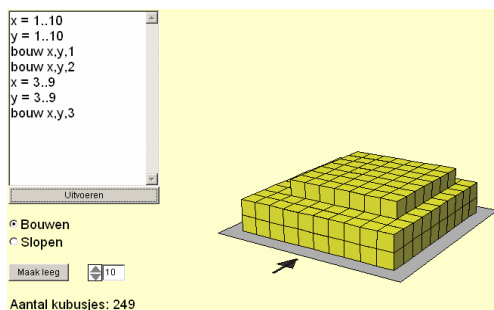 x = 1..10
y = 1..10
bouw x,y,1
bouw x,y,2
x = 3..9
y = 3..9
bouw x,y,3
Uitvoeren
Bouwen
Slopen
Maak leeg
10
Aantal kubusjes: 249